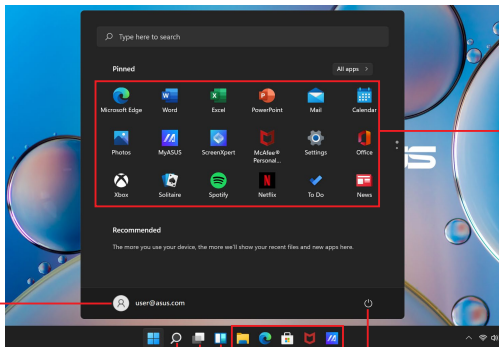 Type here to search
Pinned
All apps >
Microsoft Edge Word Excel PowerPoint Mail Calendar
Photos MyASUS ScreenXpert McAfee® Personal... Settings Office
Xbox Solitaire Spotify Netflix To Do News
Recommended
The more you use your device, the more we'll show your recent files and new apps here.
user@asus.com